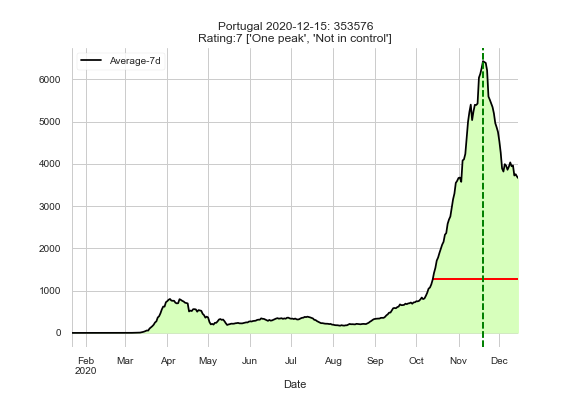 Portugal 2020-12-15: 353576
Rating:7 ['One peak', 'Not in control']
Average-7d
6000
5000
4000
3000
2000
1000
0
Feb Mar Apr May Jun Jul Aug Sep Oct Nov Dec
2020
Date